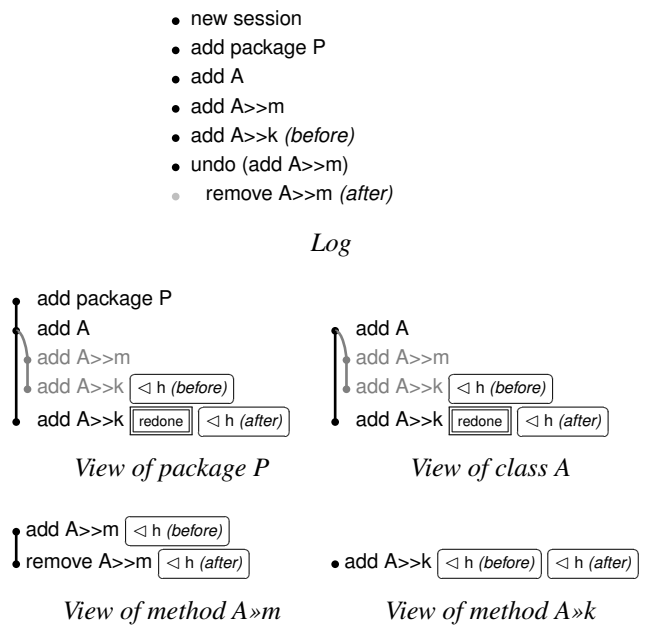 new session
add package P
add A
add A>>m
add A>>k (before)
undo (add A>>m)
remove A>>m (after)
Log
add package P
add A
add A>>m
add A>>k ◁ h (before)
add A>>k redone ◁ h (after)
View of package P
add A
add A>>m
add A>>k ◁ h (before)
add A>>k redone ◁ h (after)
View of class A
add A>>m ◁ h (before)
remove A>>m ◁ h (after)
View of method A»m
add A>>k ◁ h (before) ◁ h (after)
View of method A»k